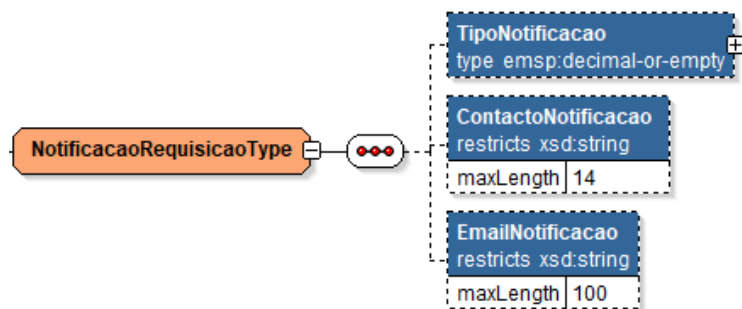 TipoNotificacao
type emsp:decimal-or-empty
ContactoNotificacao
restricts xsd:string
maxLength 14
NotificacaoRequisicaoType
EmailNotificacao
restricts xsd:string
maxLength 100